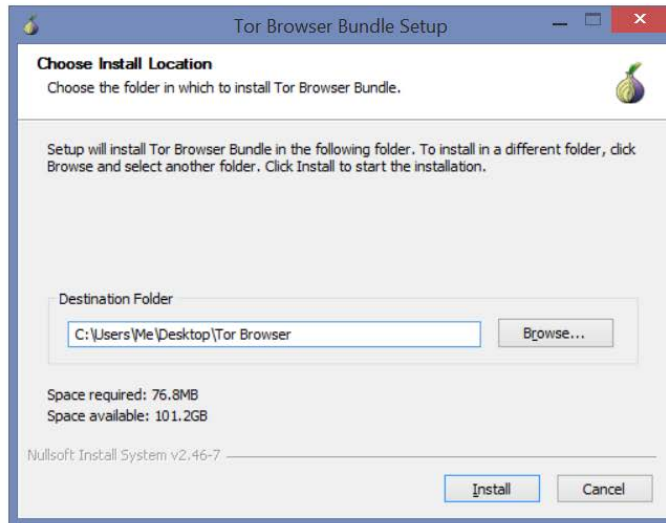 Tor Browser Bundle Setup
Choose Install Location
Choose the folder in which to install Tor Browser Bundle.
Setup will install Tor Browser Bundle in the following folder. To install in a different folder, click
Browse and select another folder. Click Install to start the installation.
Destination Folder
C:\Users\Me\Desktop\Tor Browser
Browse...
Space required: 76.8MB
Space available: 101.2GB
Nullsoft Install System v2.46-7
Install
Cancel